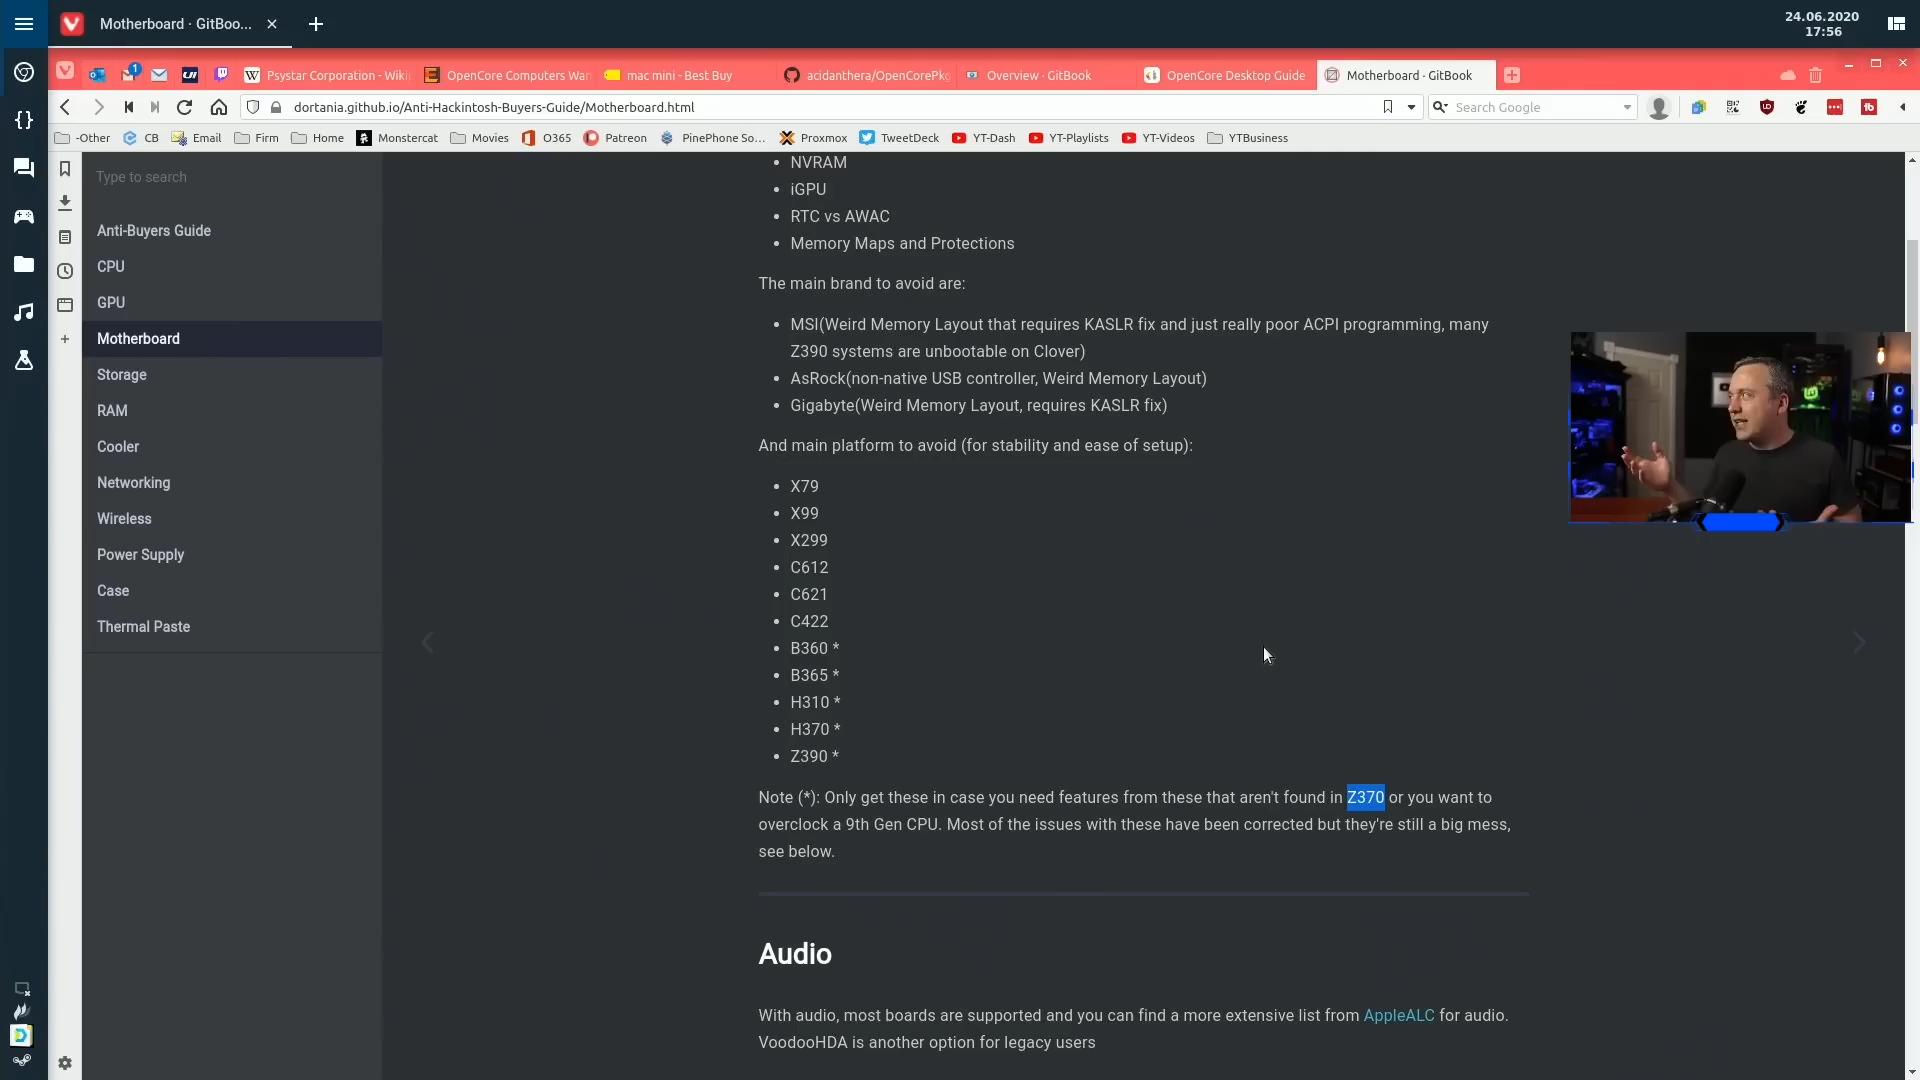 Motherboard · GitBoo...
24.06.2020
17:56
1
Psystar Corporation - Wiki
OpenCore Computers Wa
mac mini - Best Buy
acidanthera/OpenCorePkg
Overview · GitBook
OpenCore Desktop Guide
Motherboard · GitBook
dortania.github.io/Anti-Hackintosh-Buyers-Guide/Motherboard.html
Search Google
-Other
CB
Email
Firm
Home
Monstercat
Movies
O365
Patreon
PinePhone So...
Proxmox
TweetDeck
YT-Dash
YT-Playlists
YT-Videos
YTBusiness
Type to search
Anti-Buyers Guide
CPU
GPU
Motherboard
Storage
RAM
Cooler
Networking
Wireless
Power Supply
Case
Thermal Paste
NVRAM
iGPU
RTC vs AWAC
Memory Maps and Protections
The main brand to avoid are:
MSI(Weird Memory Layout that requires KASLR fix and just really poor ACPI programming, many
Z390 systems are unbootable on Clover)
AsRock(non-native USB controller, Weird Memory Layout)
Gigabyte(Weird Memory Layout, requires KASLR fix)
And main platform to avoid (for stability and ease of setup):
X79
X99
X299
C612
C621
C422
B360 *
B365 *
H310 *
H370 *
Z390 *
Note (*): Only get these in case you need features from these that aren't found in Z370 or you want to
overclock a 9th Gen CPU. Most of the issues with these have been corrected but they're still a big mess,
see below.
Audio
With audio, most boards are supported and you can find a more extensive list from AppleALC for audio.
VoodooHDA is another option for legacy users